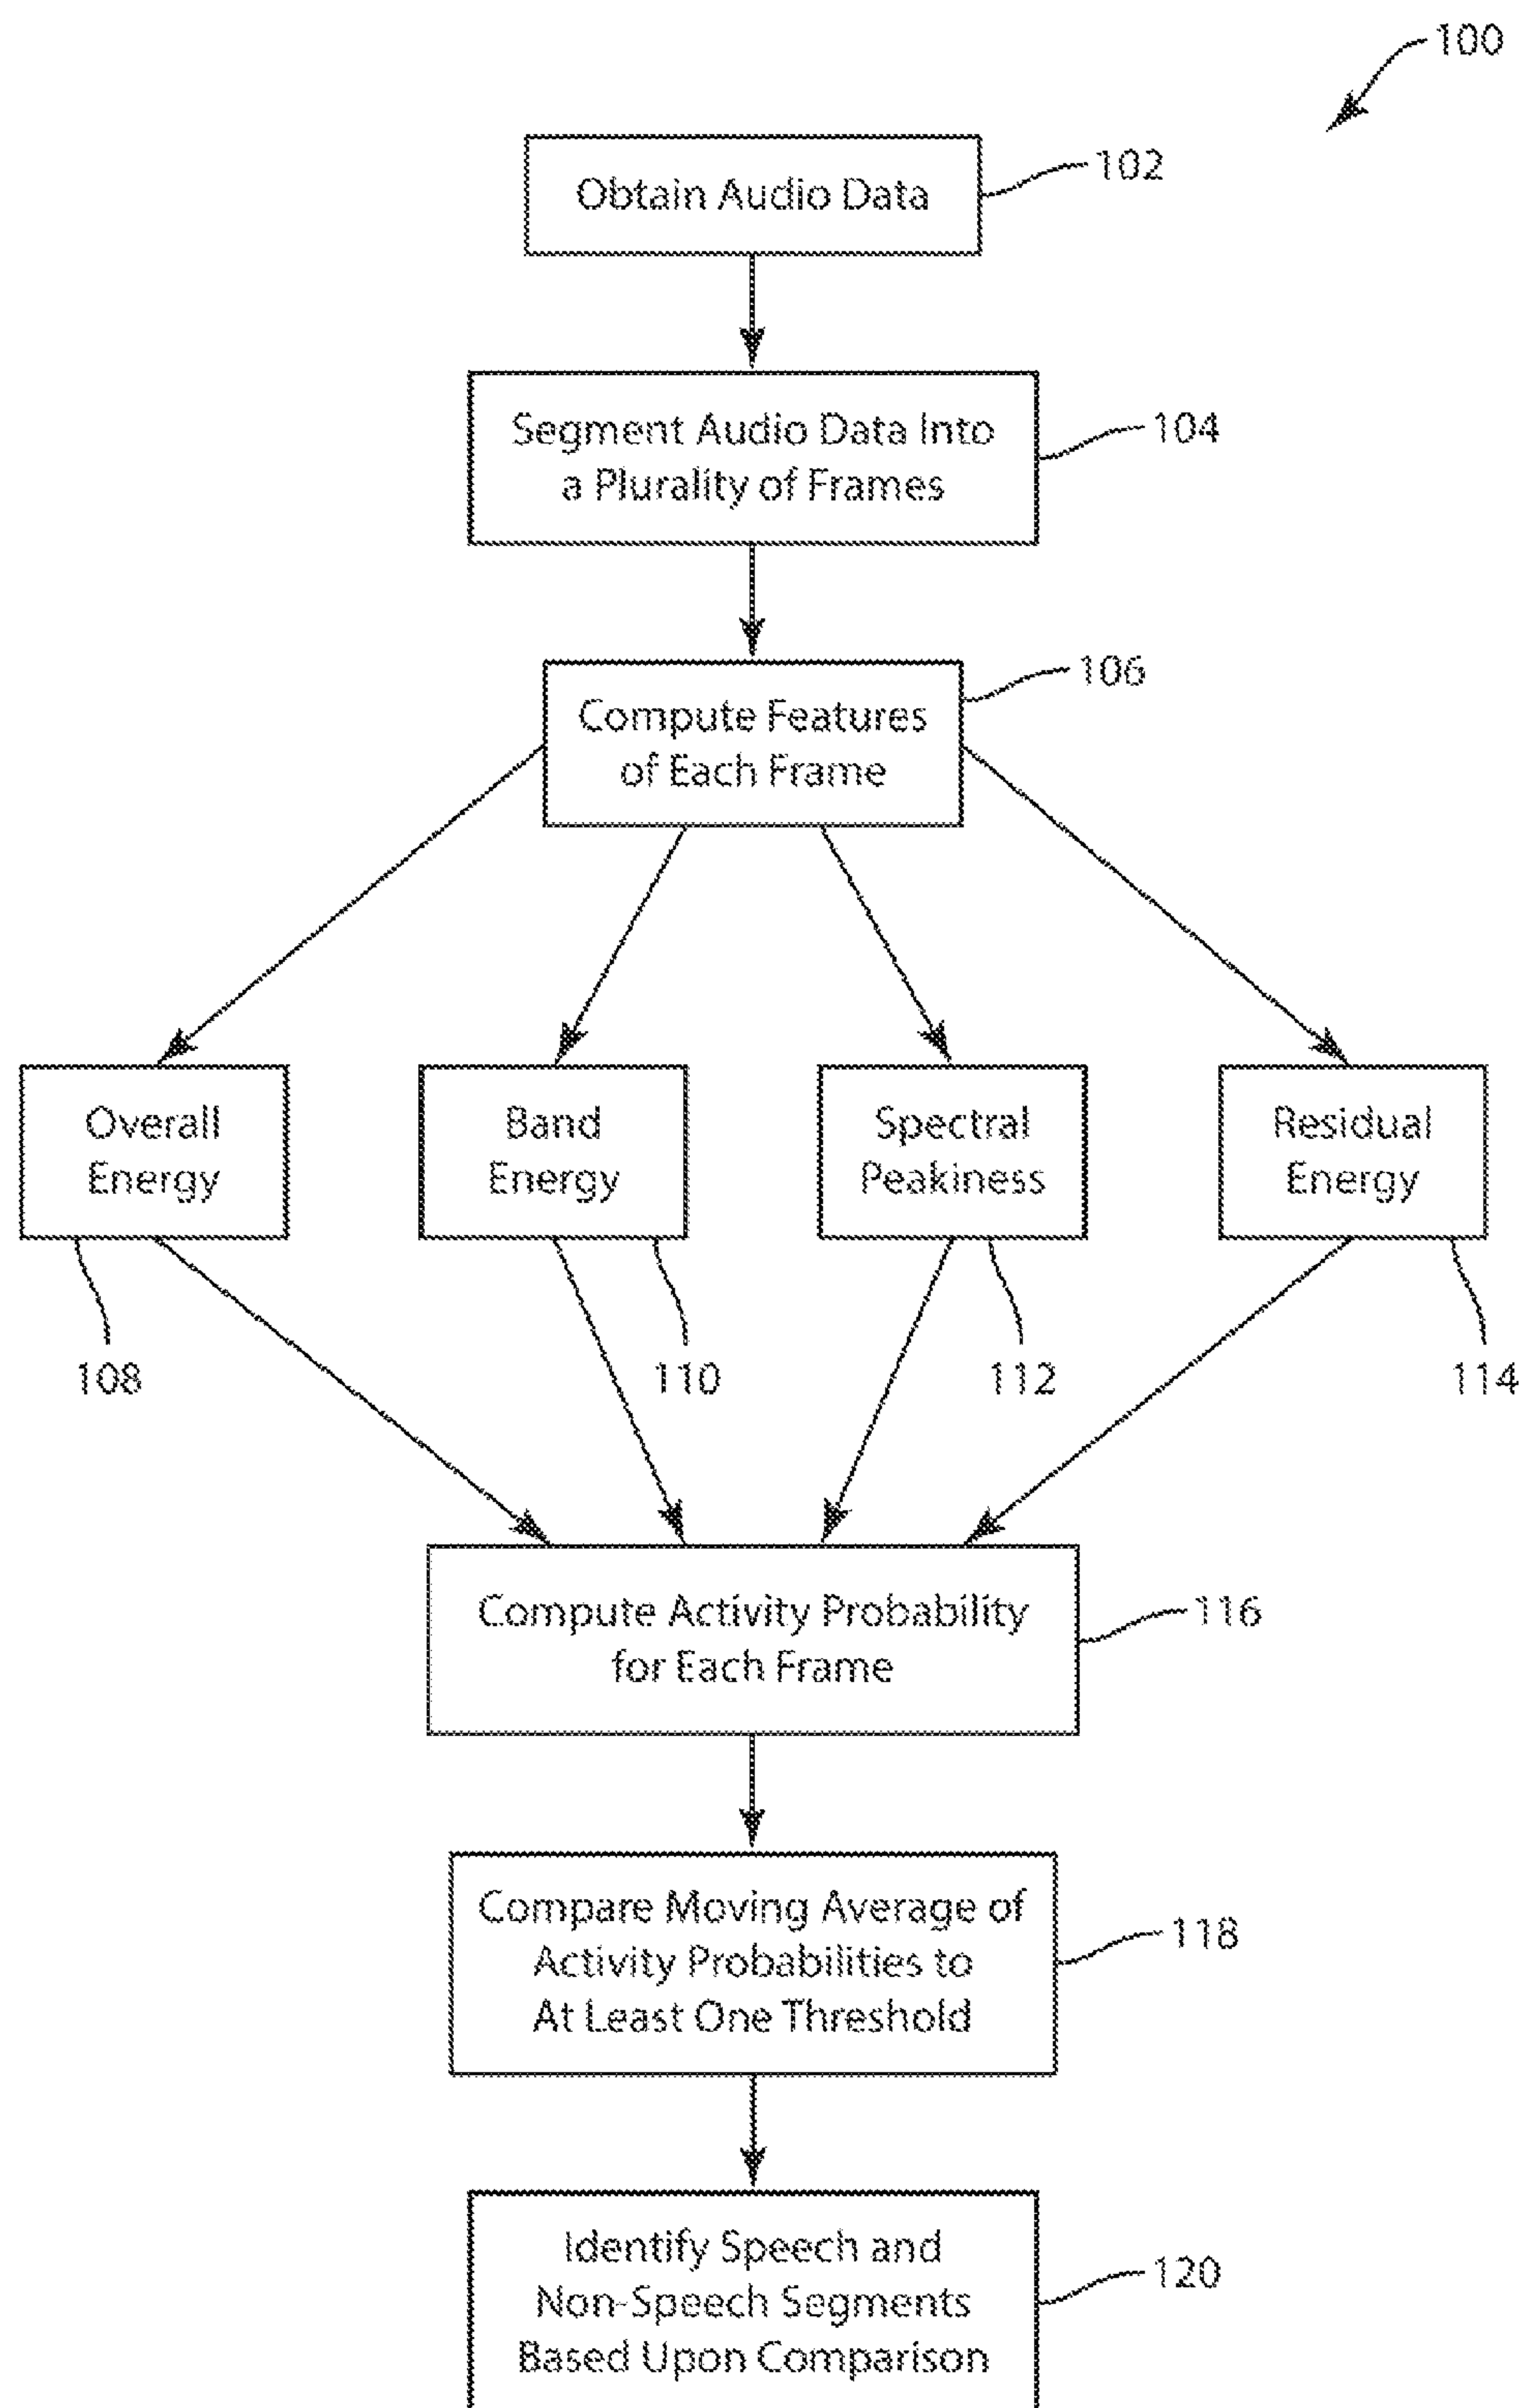 100
Obtain Audio Data
102
Segment Audio Data Into
a Plurality of Frames
104
Compute Features
of Each Frame
106
Overall
Energy
Band
Energy
Spectral
Peakiness
Residual
Energy
108
110
112
114
Compute Activity Probability
for Each Frame
116
Compare Moving Average of
Activity Probabilities to
At Least One Threshold
118
Identify Speech and
Non-Speech Segments
Based Upon Comparison
120